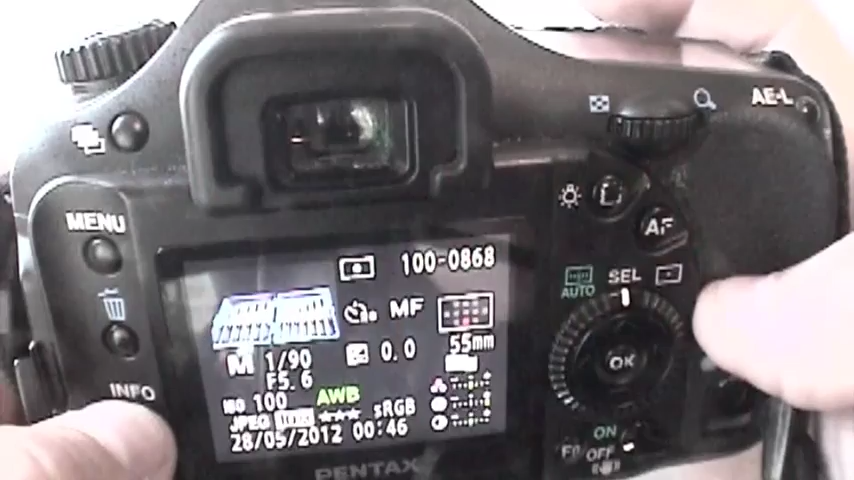 AE-L
MENU
AF
100-0868
AUTO
SEL
MF
55mm
M 1/90
0.0
OK
F5.6
INFO
ISO 100
AWB
JPEG
★★★ sRGB
28/05/2012 00:46
ON
Fn
OFF
PENTAX